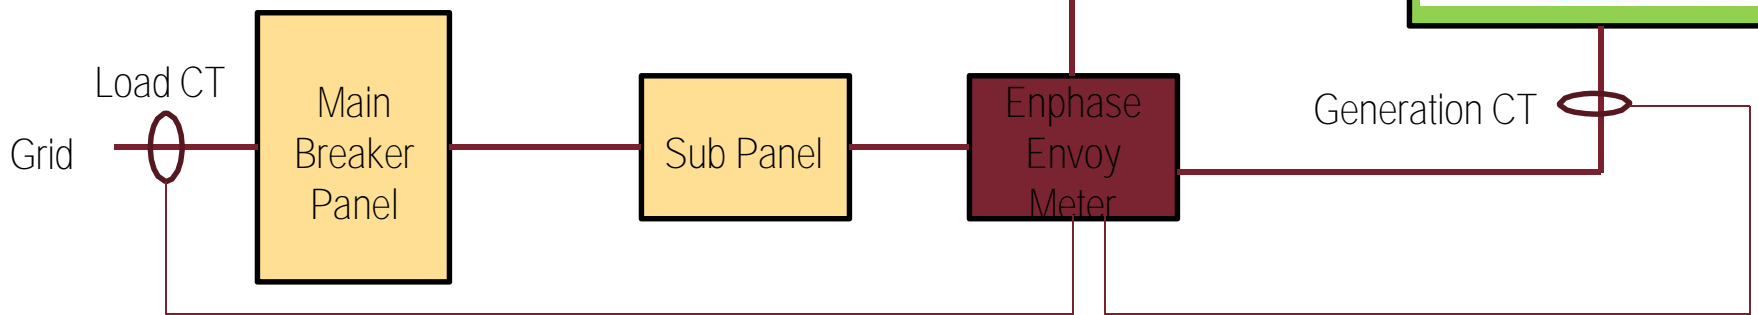 Load CT
Grid
Main
Breaker
Panel
Sub Panel
Enphase
Envoy
Meter
Generation CT